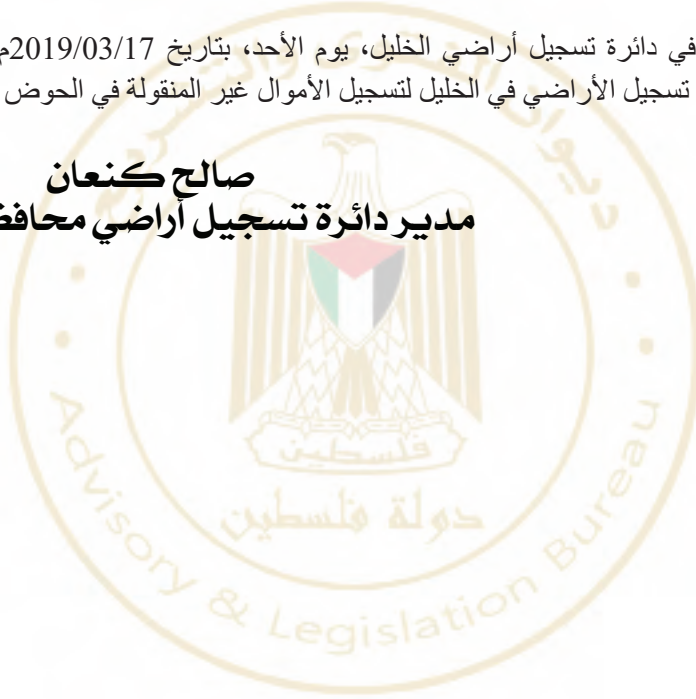 في دائرة تسجيل أراضي الخليل، يوم الأحد، بتاريخ 2019/03/17م
تسجيل الأراضي في الخليل لتسجيل الأموال غير المنقولة في الحوض
صالح كنعان
مدير دائرة تسجيل أراضي
فلسطين
دولة فلسطين
Advisory & Legislation Bureau